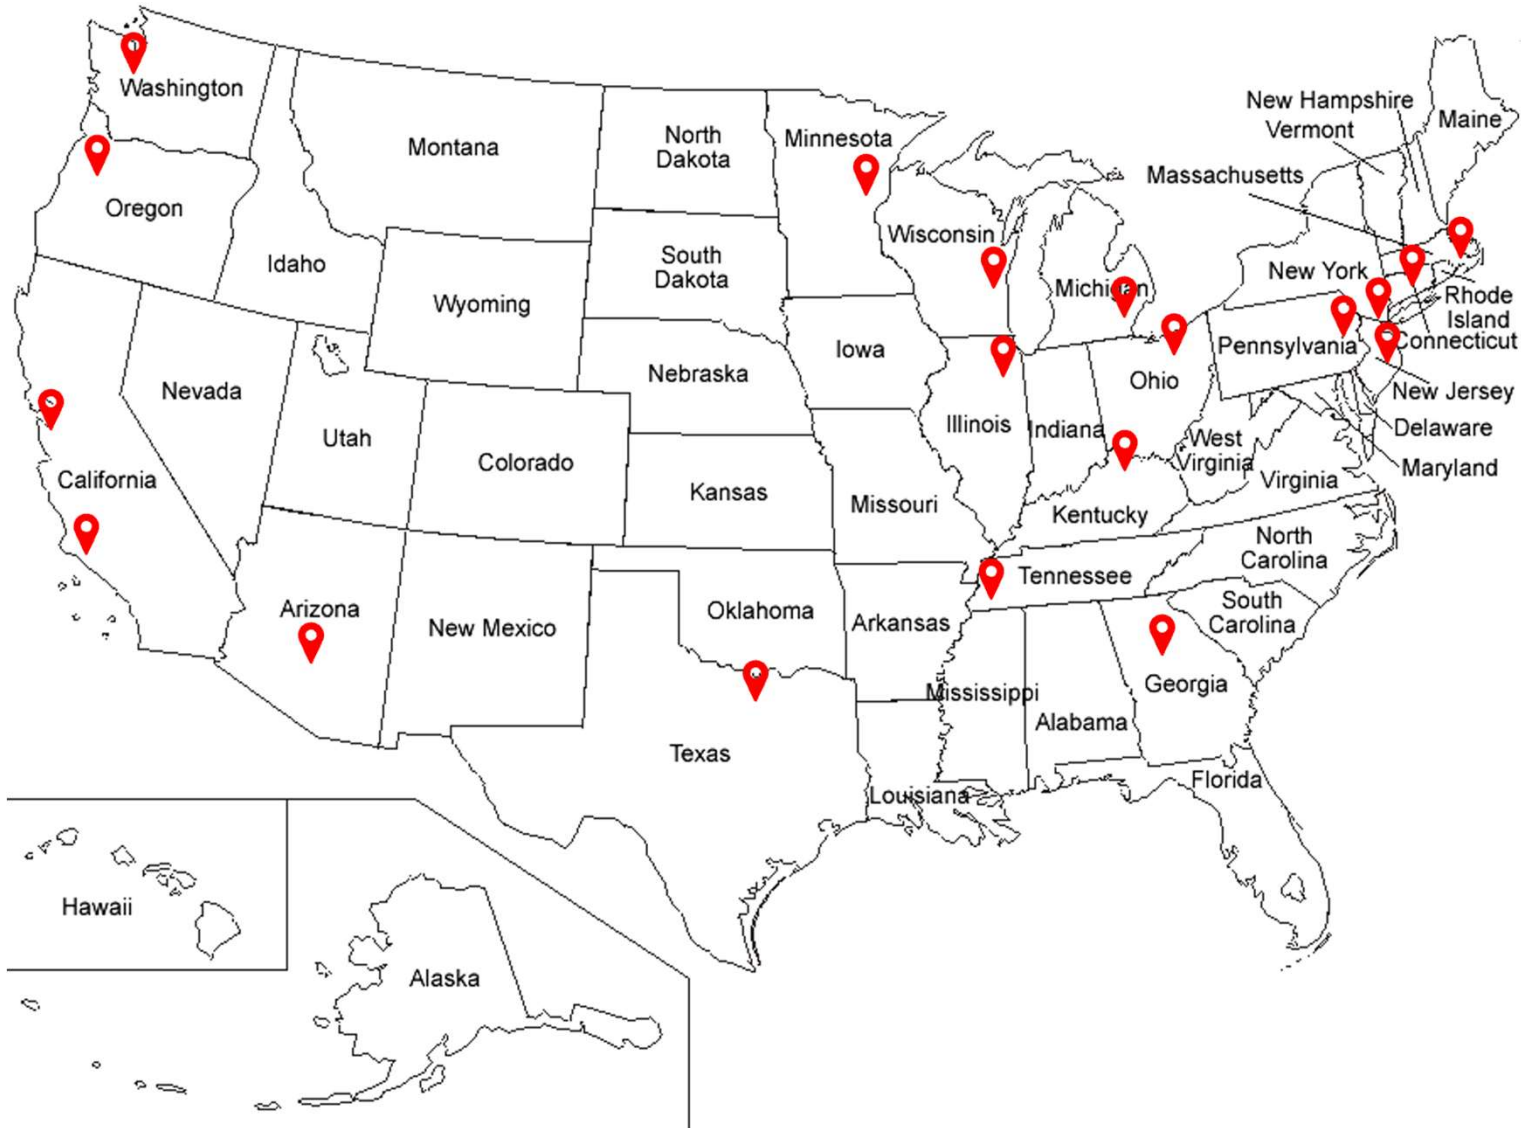 Washington
Montana
North
Dakota
Minnesota
New Hampshire
Vermont
Maine
Massachusetts
Oregon
Idaho
Wyoming
South
Dakota
Wisconsin
Michigan
New York
Rhode
Island
Connecticut
Pennsylvania
Iowa
Nebraska
Nevada
Utah
Colorado
Kansas
Missouri
Illinois
Indiana
Ohio
West
Virginia
New Jersey
Delaware
Maryland
Virginia
Kentucky
California
Arizona
New Mexico
Oklahoma
Arkansas
Tennessee
North
Carolina
South
Carolina
Georgia
Mississippi
Alabama
Texas
Louisiana
Florida
Hawaii
Alaska